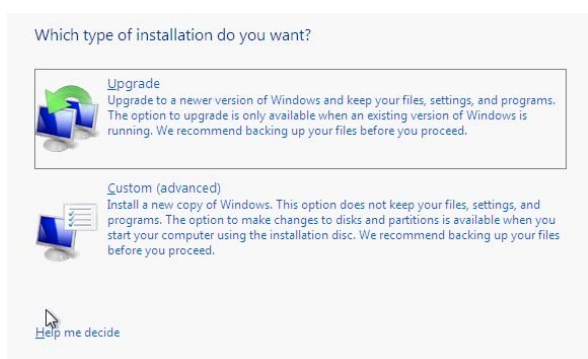 Which type of installation do you want?
Upgrade
Upgrade to a newer version of Windows and keep your files, settings, and programs.
The option to upgrade is only available when an existing version of Windows is
running. We recommend backing up your files before you proceed.
Custom (advanced)
Install a new copy of Windows. This option does not keep your files, settings, and
programs. The option to make changes to disks and partitions is available when you
start your computer using the installation disc. We recommend backing up your files
before you proceed.
Help me decide